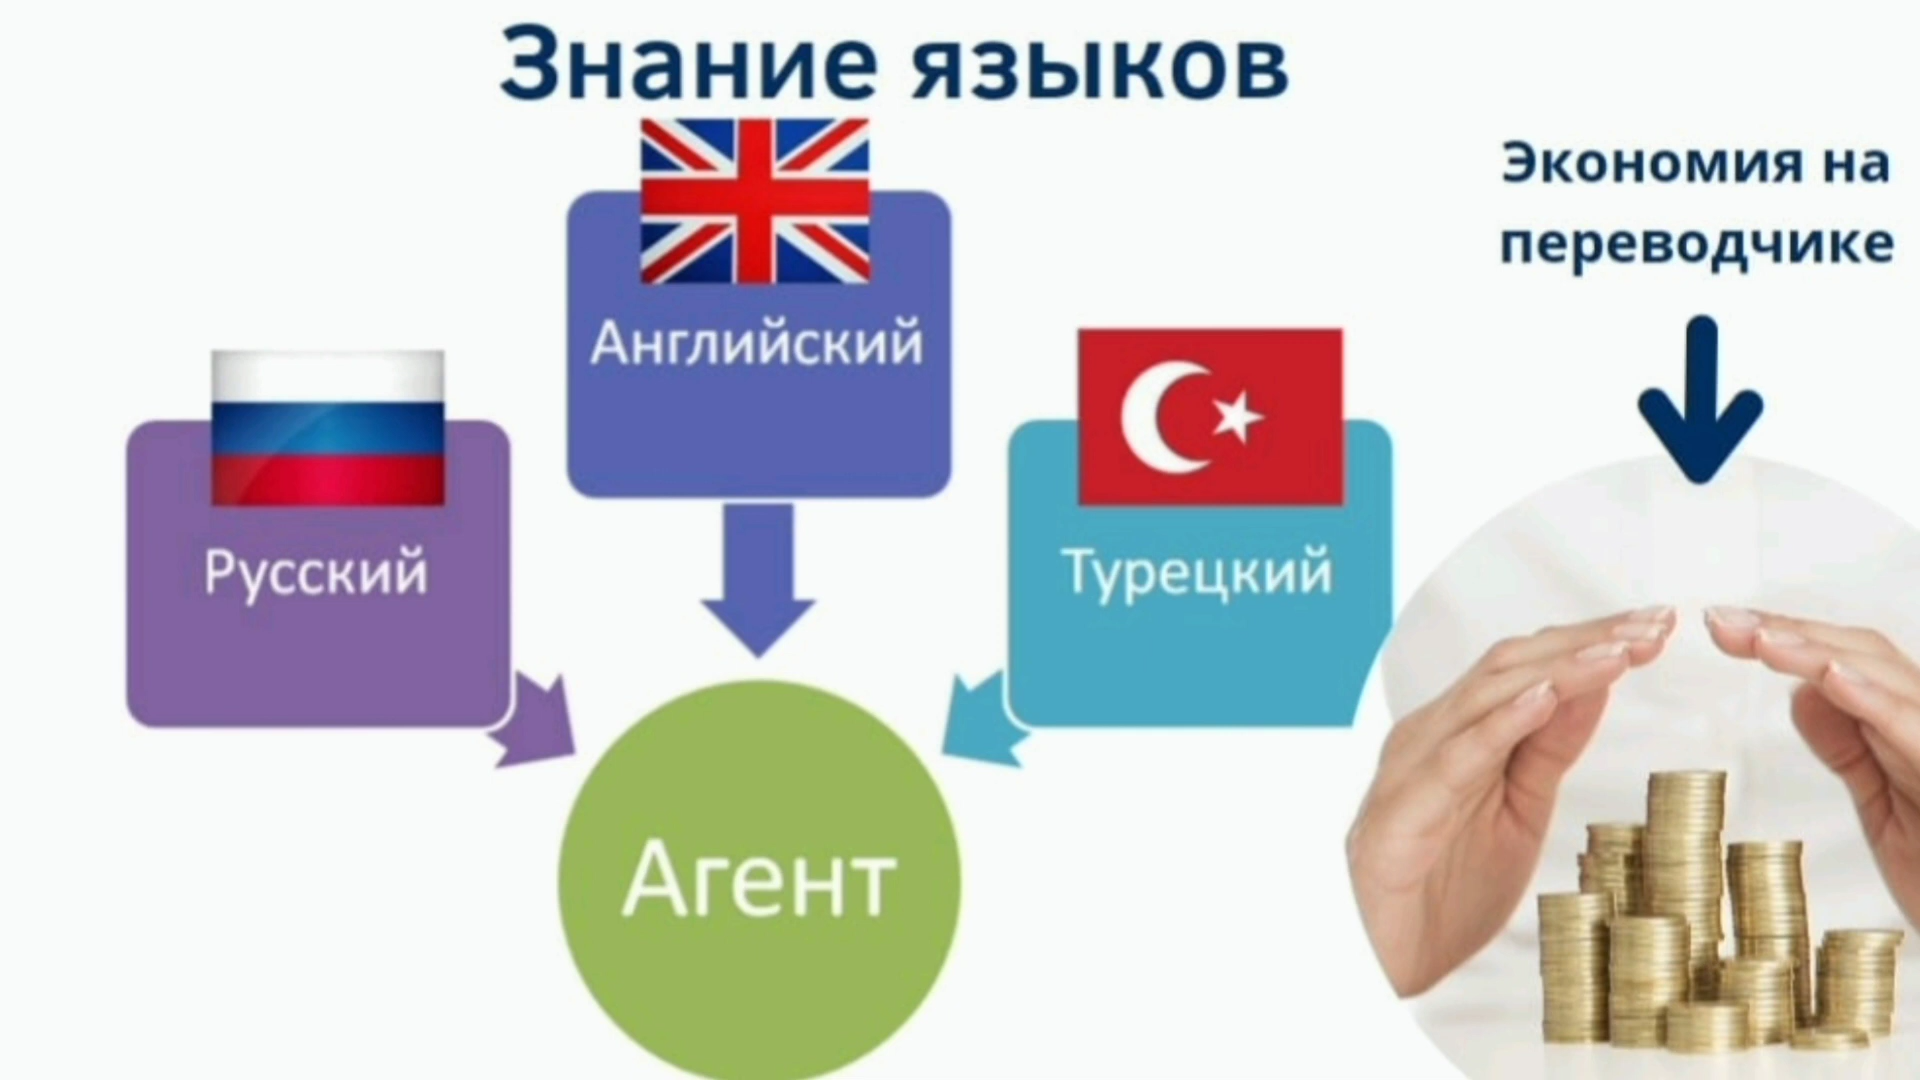 Знание языков
Экономия на
переводчике
Английский
Русский
Турецкий
Агент